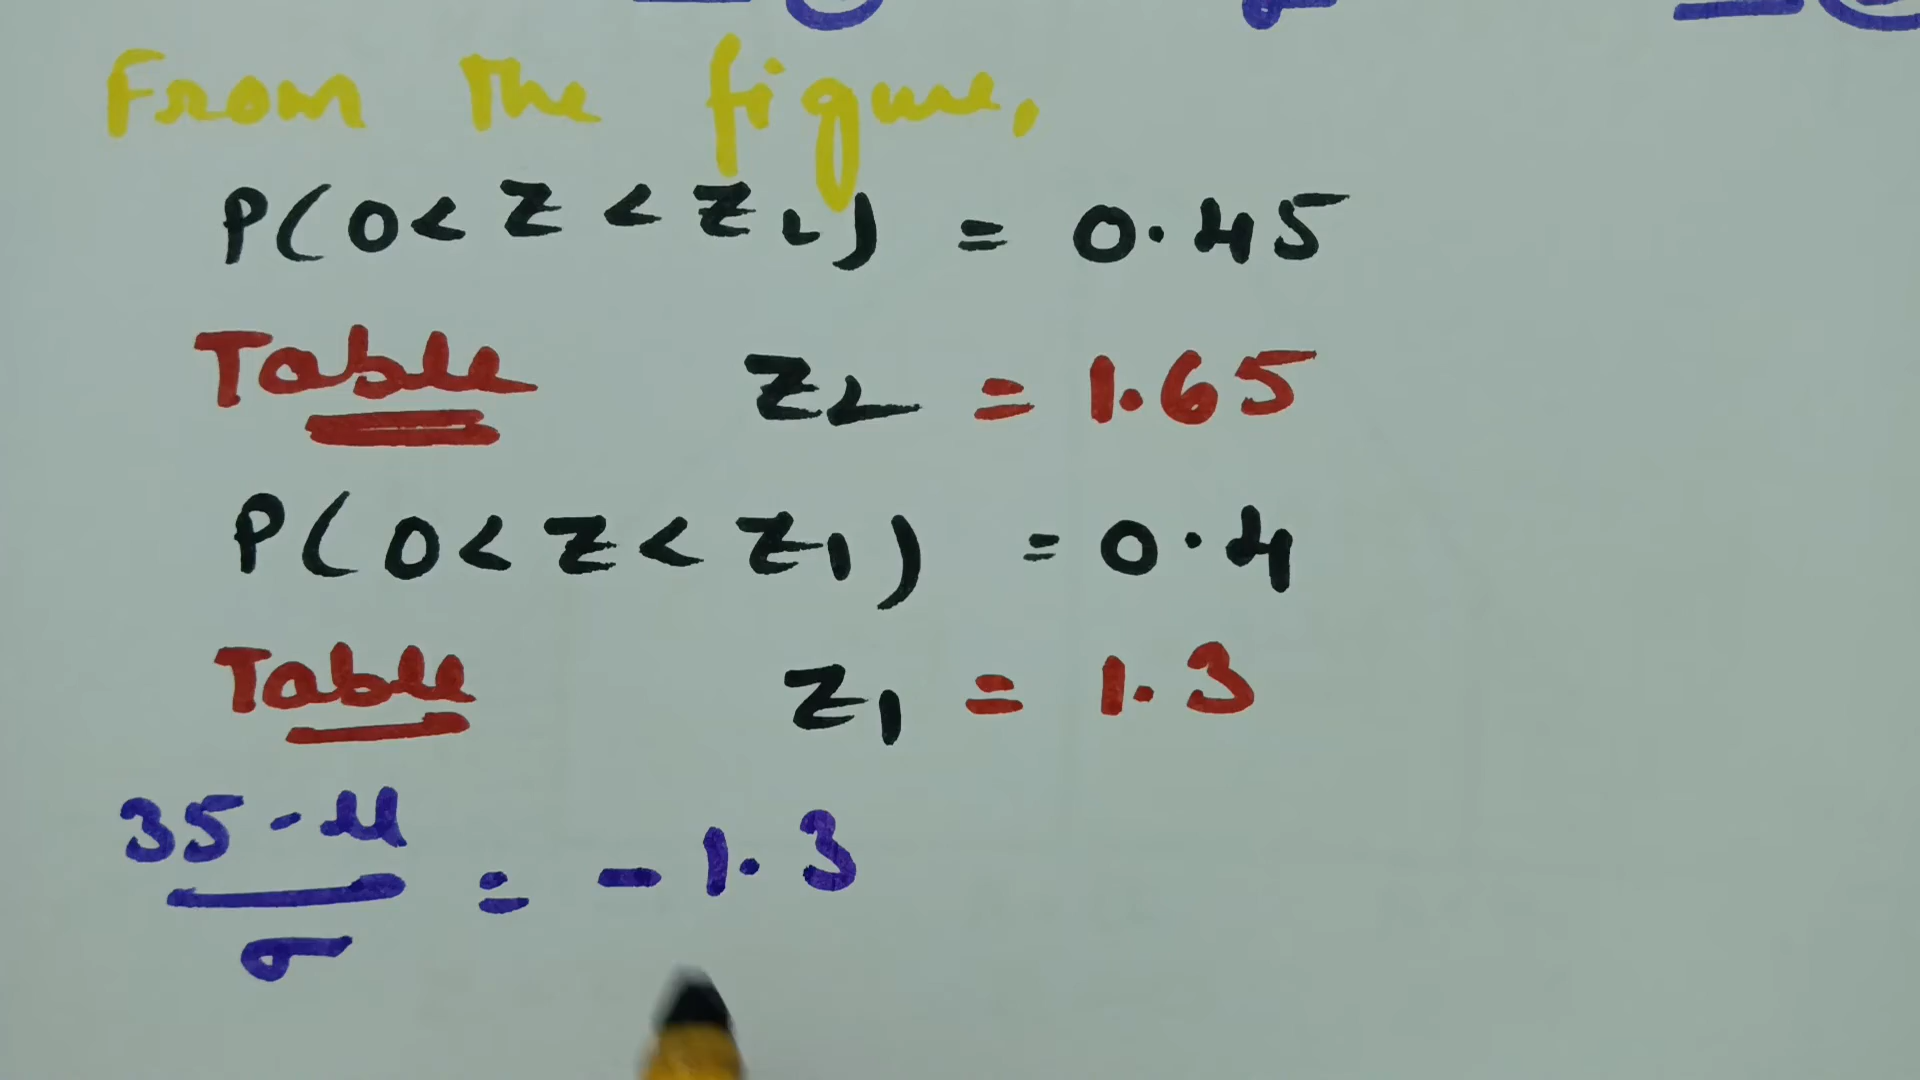 From the figure,
P(0<Z<Z₂) = 0.45
Table Z₂ = 1.65
P(0<Z<Z₁) = 0.4
Table Z₁ = 1.3
35-μ
σ
= -1.3